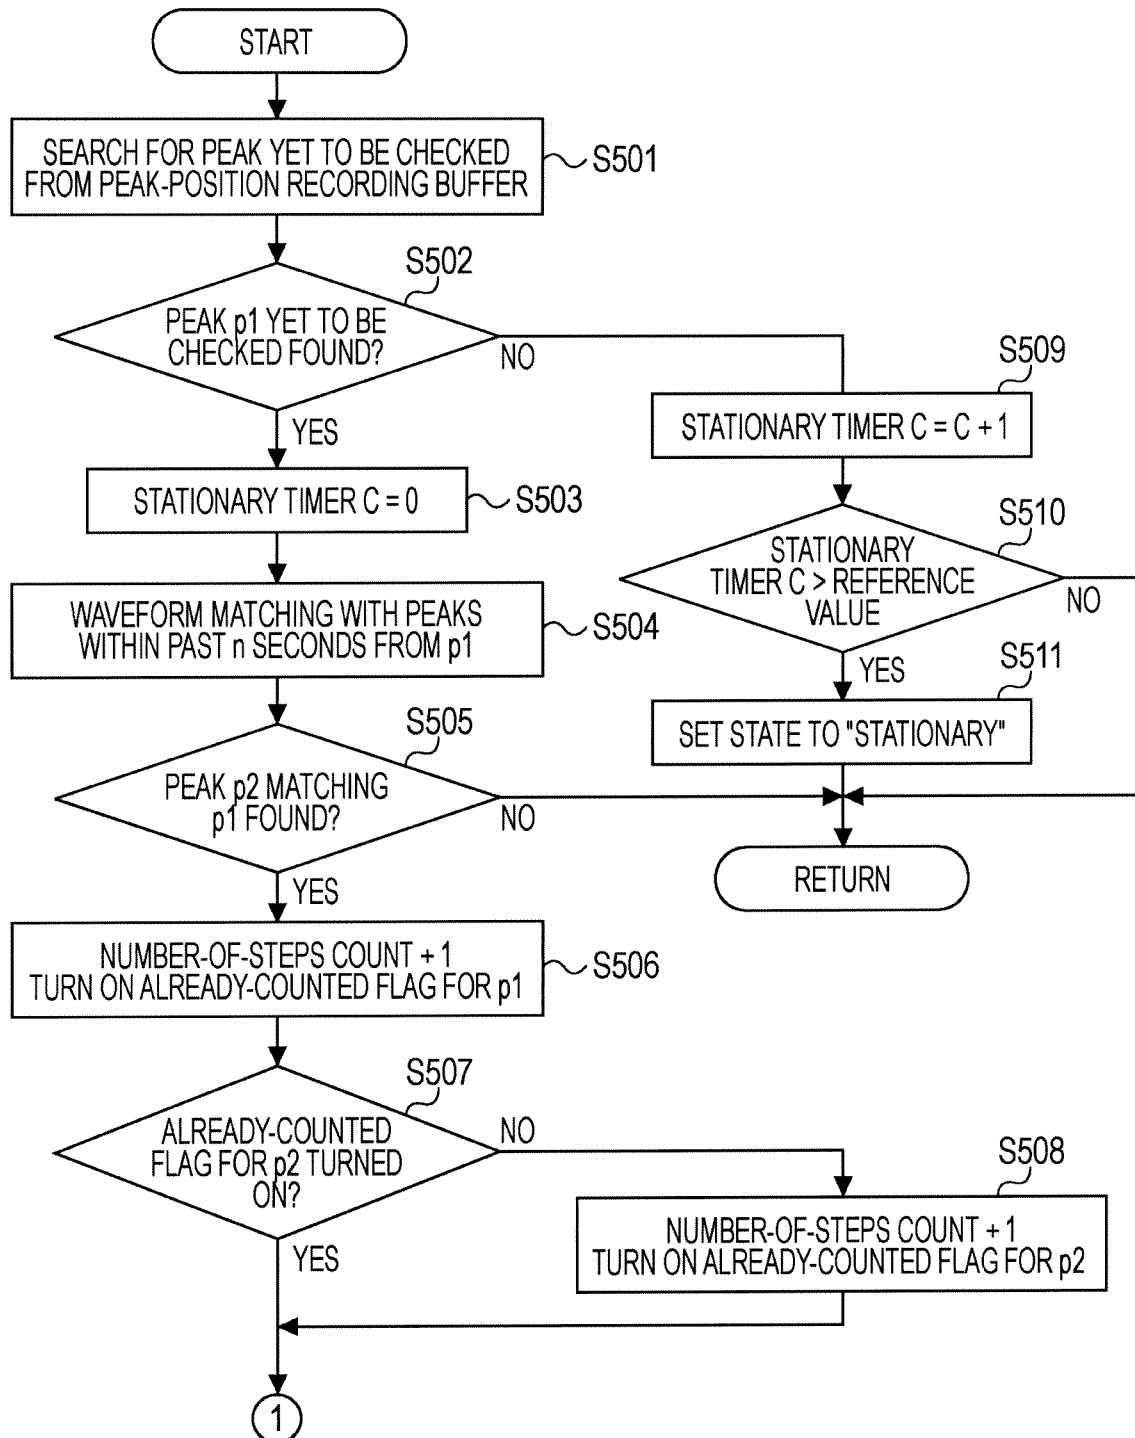 START
SEARCH FOR PEAK YET TO BE CHECKED
FROM PEAK-POSITION RECORDING BUFFER
S501
S502
PEAK p1 YET TO BE
CHECKED FOUND?
NO
YES
S509
STATIONARY TIMER C = C + 1
STATIONARY TIMER C = 0
S503
S510
STATIONARY
TIMER C > REFERENCE
VALUE
NO
YES
WAVEFORM MATCHING WITH PEAKS
WITHIN PAST n SECONDS FROM p1
S504
S511
SET STATE TO "STATIONARY"
S505
PEAK p2 MATCHING
p1 FOUND?
NO
YES
RETURN
NUMBER-OF-STEPS COUNT + 1
TURN ON ALREADY-COUNTED FLAG FOR p1
S506
S507
ALREADY-COUNTED
FLAG FOR p2 TURNED
ON?
NO
YES
S508
NUMBER-OF-STEPS COUNT + 1
TURN ON ALREADY-COUNTED FLAG FOR p2
1